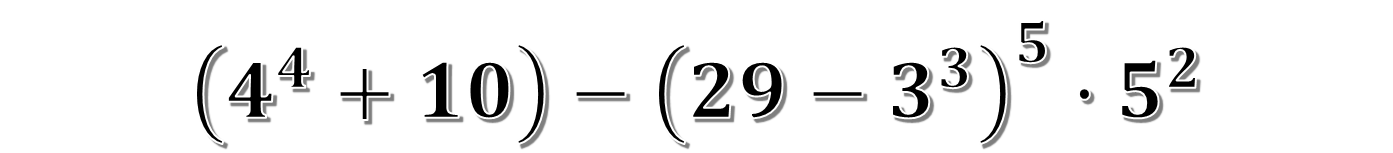 (4⁴ + 10) − (29 − 3³)⁵ · 5²